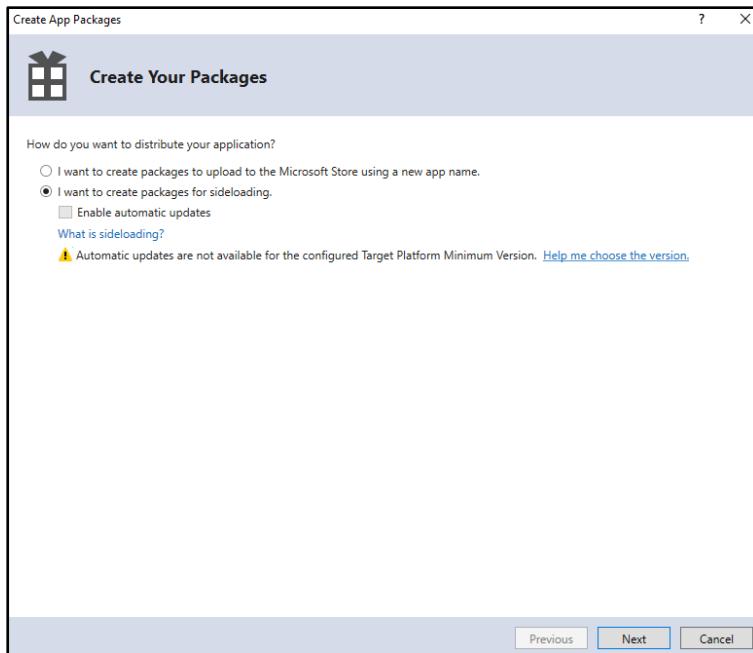 Create App Packages
?
Create Your Packages
How do you want to distribute your application?
I want to create packages to upload to the Microsoft Store using a new app name.
I want to create packages for sideloading.
Enable automatic updates
What is sideloading?
Automatic updates are not available for the configured Target Platform Minimum Version. Help me choose the version.
Previous Next Cancel